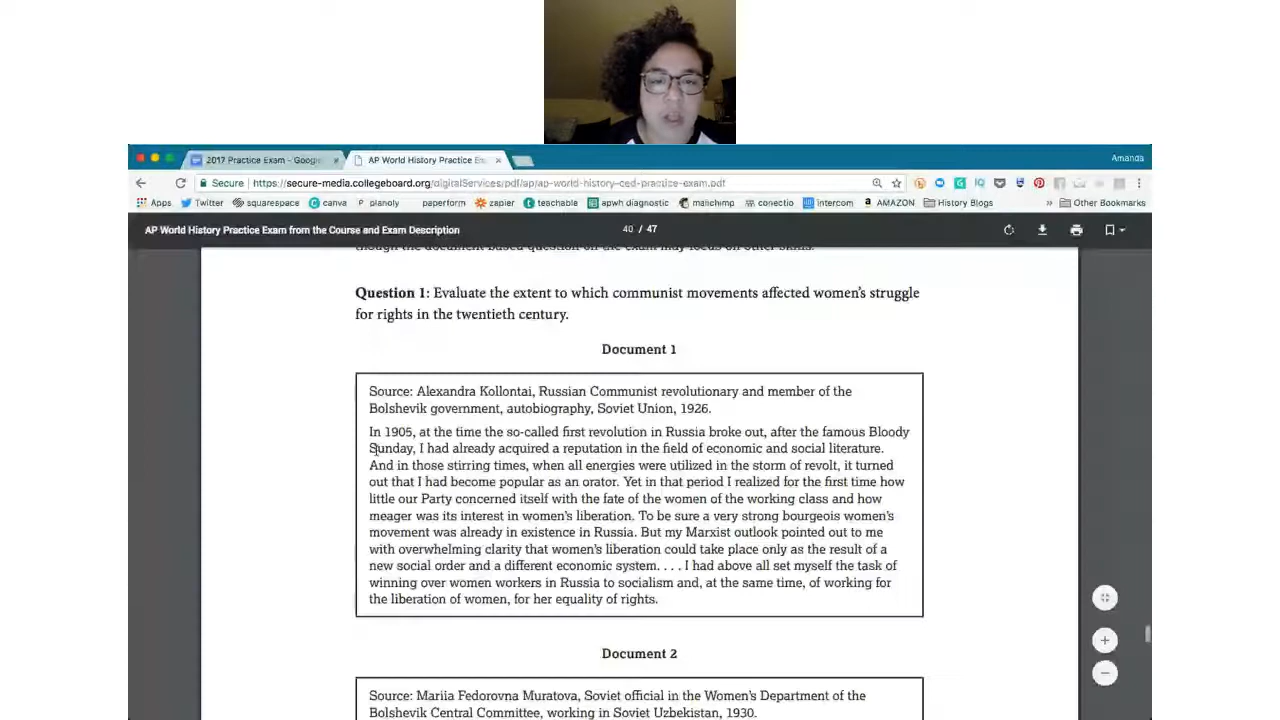 2017 Practice Exam - Googl
AP World History Practice Ex
Amanda
Secure
https://secure-media.collegeboard.org/digitalServices/pdf/ap/ap-world-history-ced-practice-exam.pdf
Apps Twitter squarespace canva planoly paperform zapier teachable apwh diagnostic mailchimp conectio intercom AMAZON History Blogs » Other Bookmarks
AP World History Practice Exam from the Course and Exam Description
40 / 47
though the document-based question on the exam may focus on other skills.
Question 1: Evaluate the extent to which communist movements affected women's struggle
for rights in the twentieth century.
Document 1
Source: Alexandra Kollontai, Russian Communist revolutionary and member of the
Bolshevik government, autobiography, Soviet Union, 1926.
In 1905, at the time the so-called first revolution in Russia broke out, after the famous Bloody
Sunday, I had already acquired a reputation in the field of economic and social literature.
And in those stirring times, when all energies were utilized in the storm of revolt, it turned
out that I had become popular as an orator. Yet in that period I realized for the first time how
little our Party concerned itself with the fate of the women of the working class and how
meager was its interest in women's liberation. To be sure a very strong bourgeois women's
movement was already in existence in Russia. But my Marxist outlook pointed out to me
with overwhelming clarity that women's liberation could take place only as the result of a
new social order and a different economic system. . . . I had above all set myself the task of
winning over women workers in Russia to socialism and, at the same time, of working for
the liberation of women, for her equality of rights.
Document 2
Source: Mariia Fedorovna Muratova, Soviet official in the Women's Department of the
Bolshevik Central Committee, working in Soviet Uzbekistan, 1930.